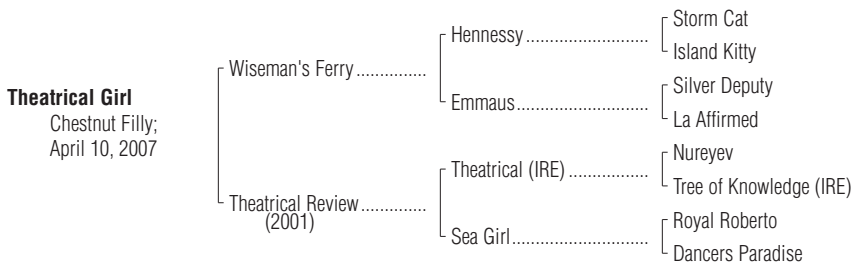 Theatrical Girl
Chestnut Filly;
April 10, 2007
Wiseman's Ferry
Theatrical Review
(2001)
Hennessy
Emmaus
Theatrical (IRE)
Sea Girl
Storm Cat
Island Kitty
Silver Deputy
La Affirmed
Nureyev
Tree of Knowledge (IRE)
Royal Roberto
Dancers Paradise